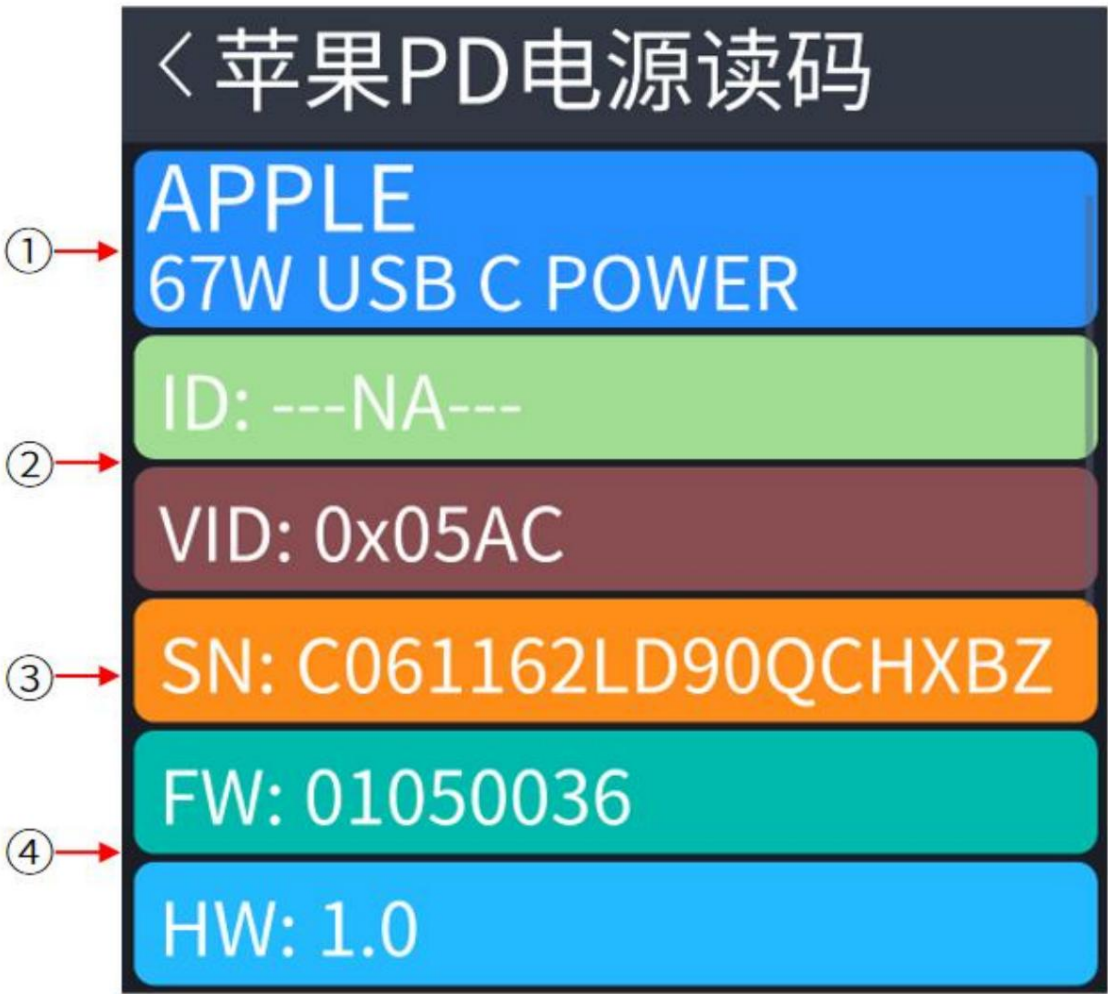 <苹果PD电源读码
①
APPLE
67W USB C POWER
ID: ---NA---
②
VID: 0x05AC
③
SN: C061162LD90QCHXBZ
FW: 01050036
④
HW: 1.0